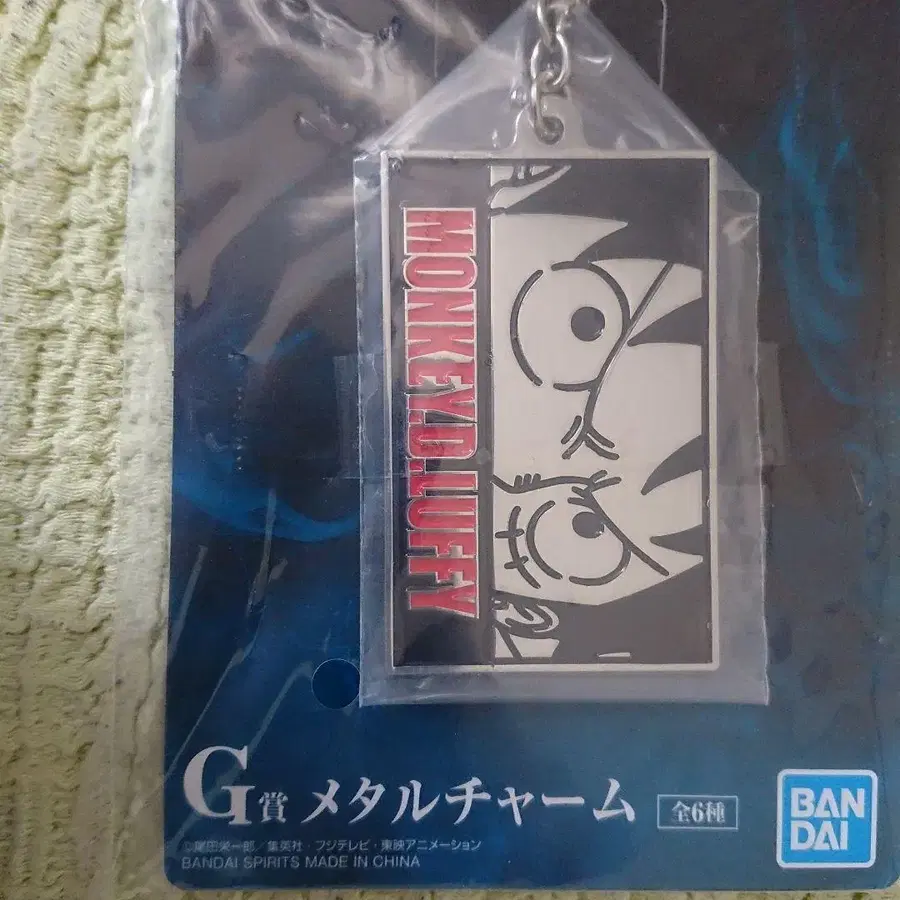 MONKEY.D.LUFFY
G賞 メタルチャーム 全6種
©尾田栄一郎／集英社・フジテレビ・東映アニメーション
BANDAI SPIRITS MADE IN CHINA
BAN
DAI